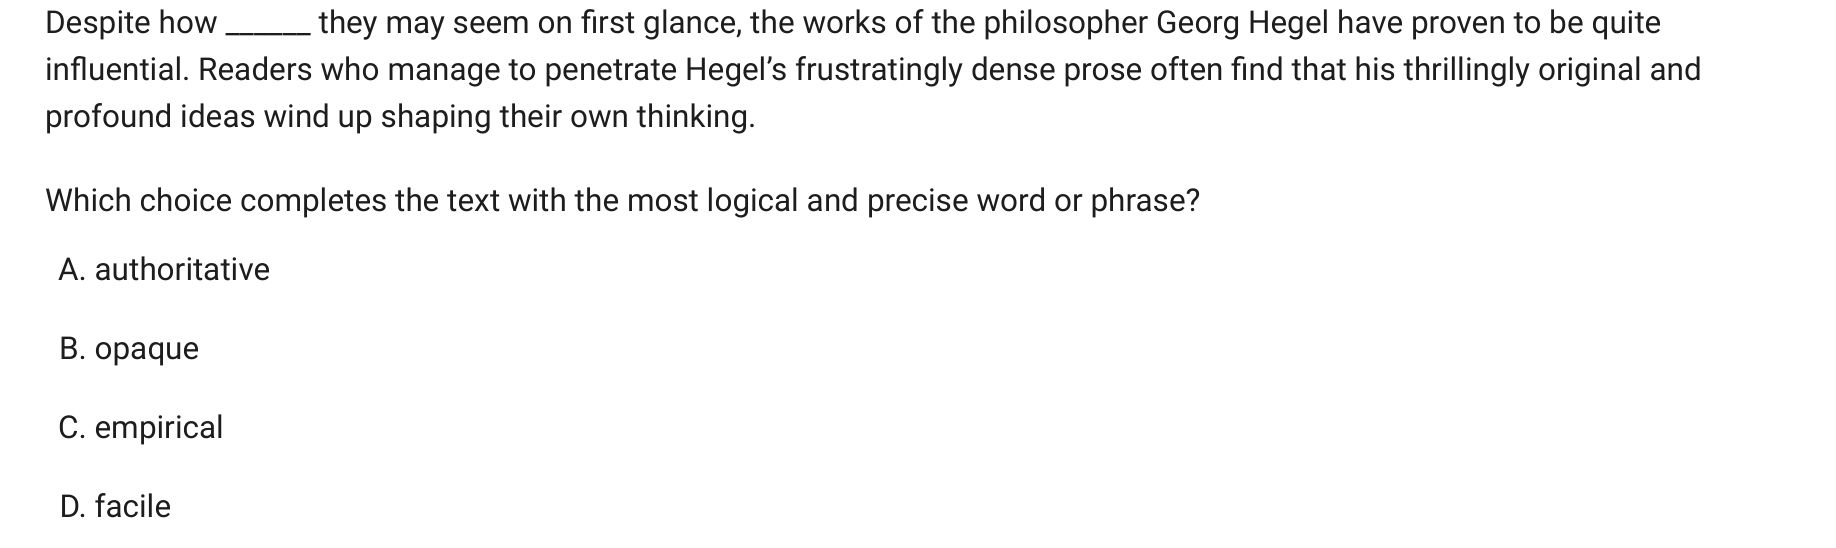 Despite how ______ they may seem on first glance, the works of the philosopher Georg Hegel have proven to be quite
influential. Readers who manage to penetrate Hegel’s frustratingly dense prose often find that his thrillingly original and
profound ideas wind up shaping their own thinking.
Which choice completes the text with the most logical and precise word or phrase?
A. authoritative
B. opaque
C. empirical
D. facile